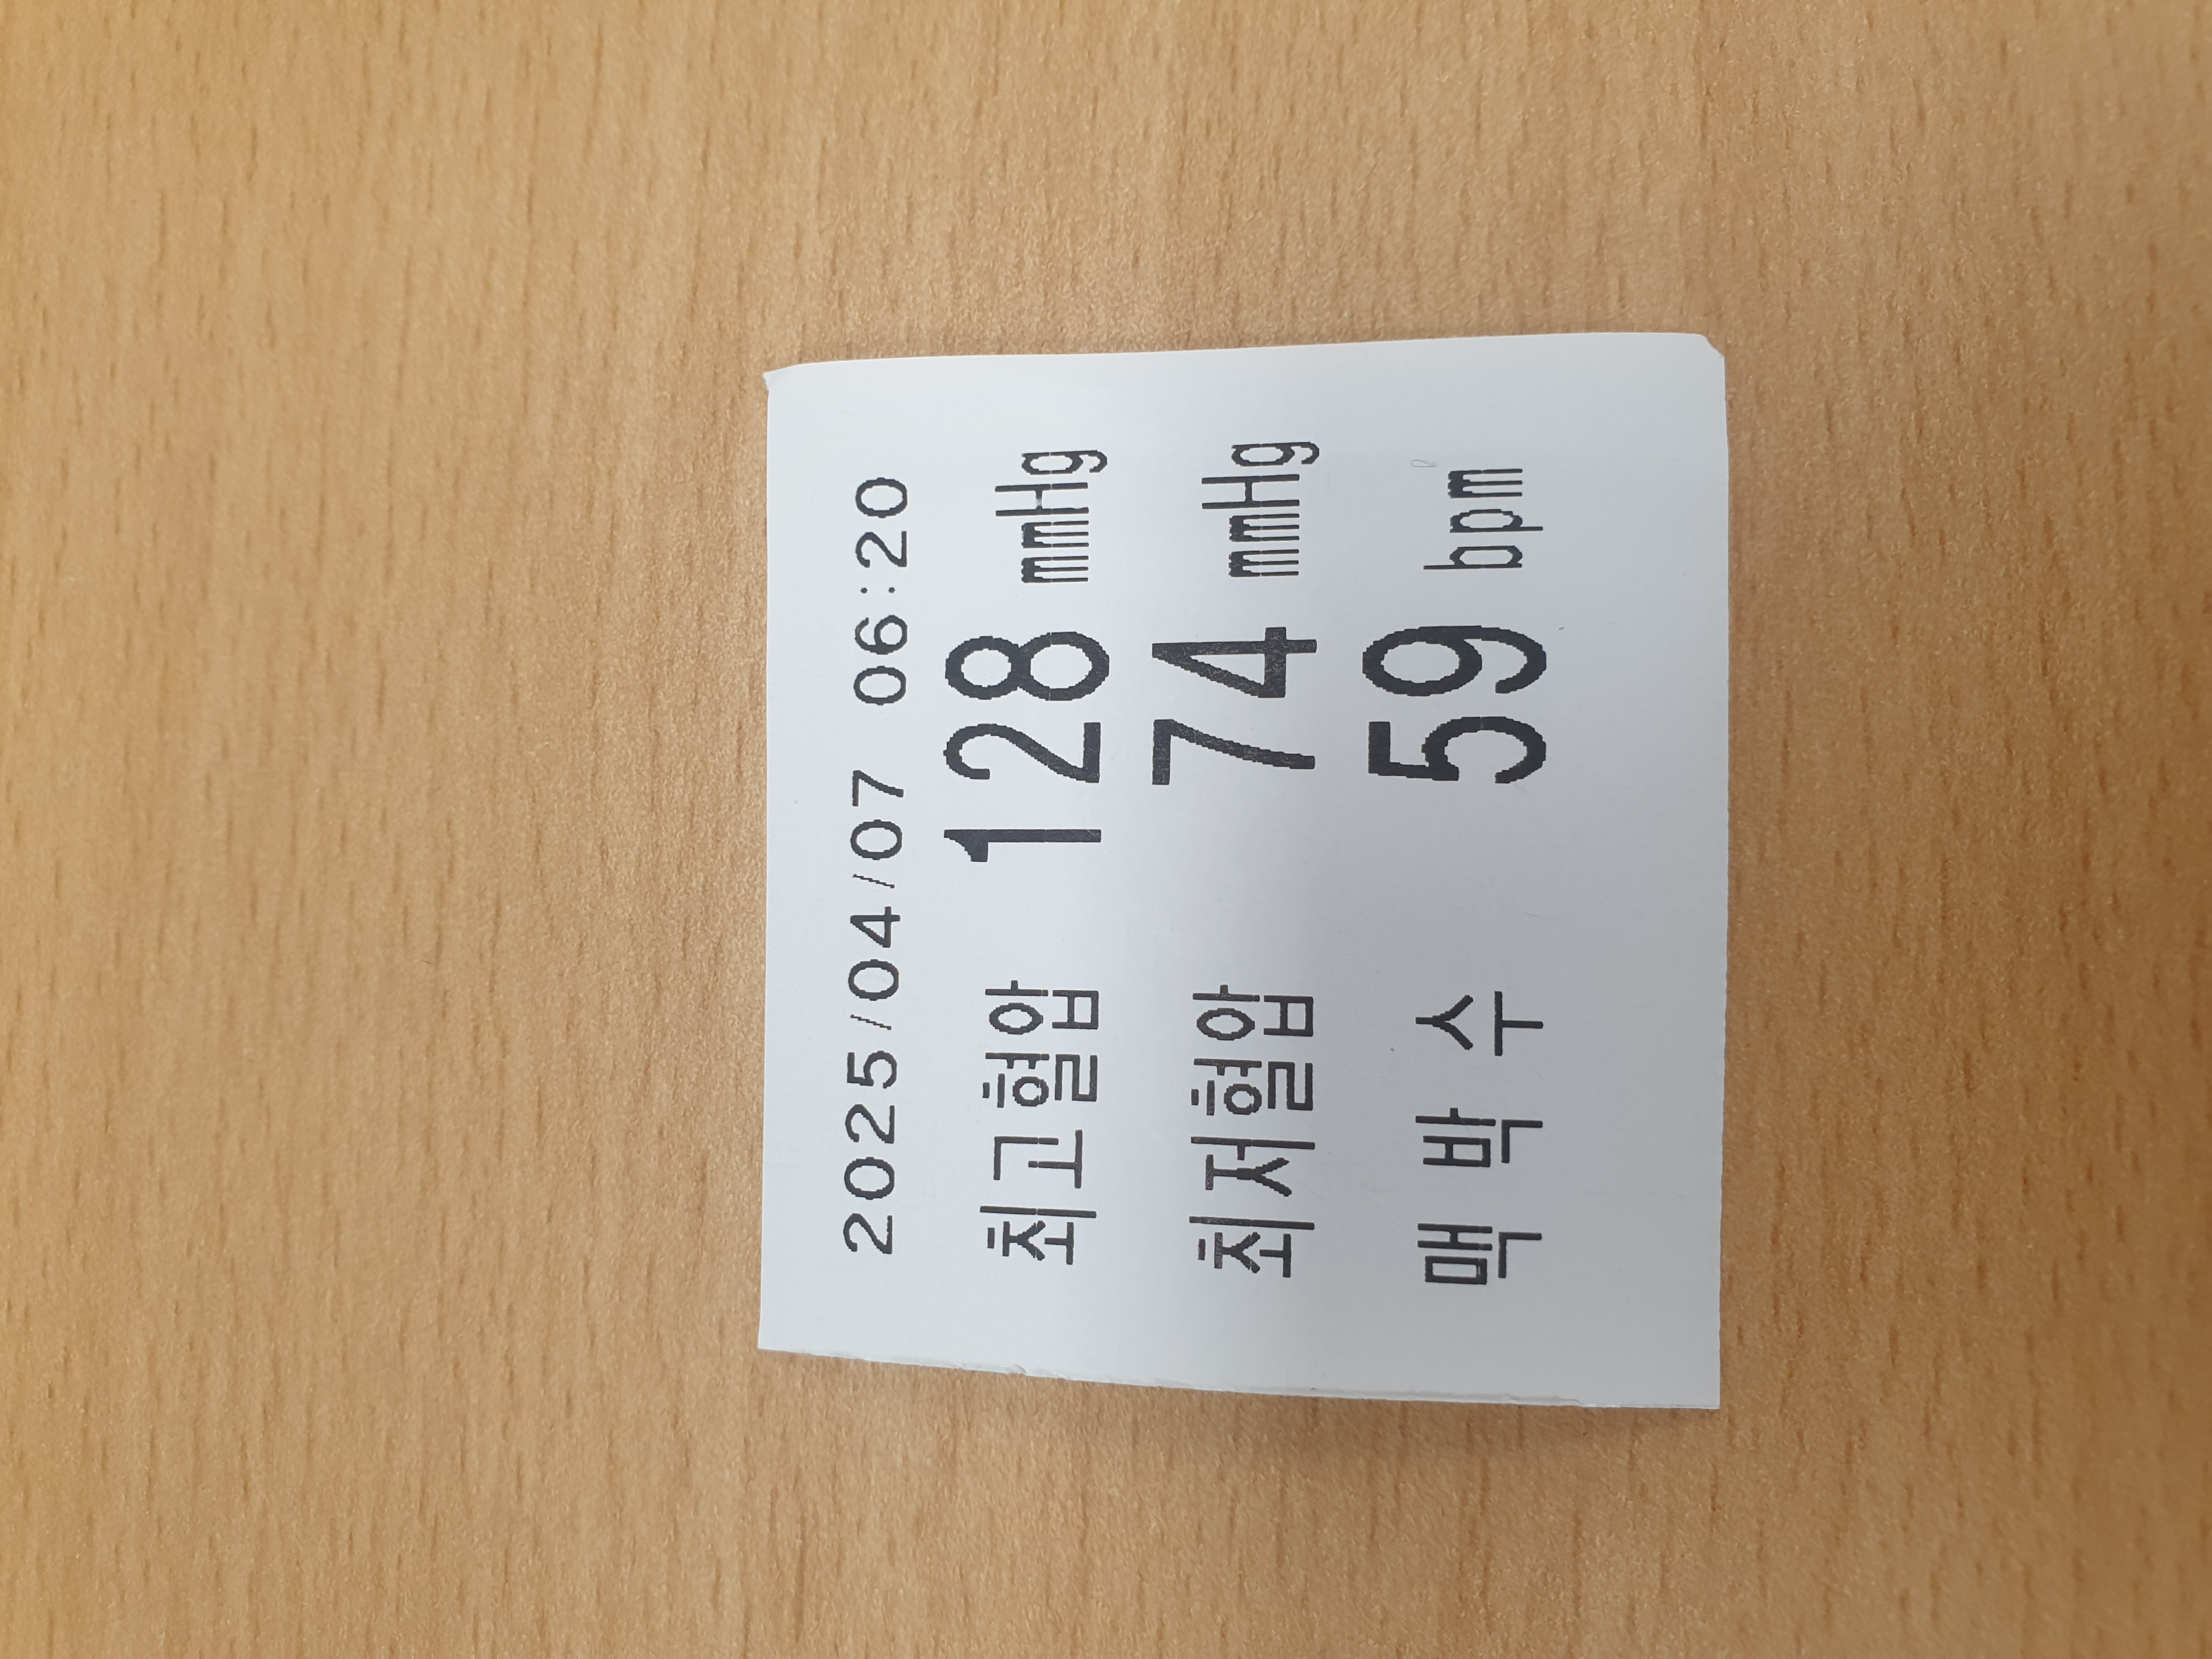 2025/04/07 06:20
최고혈압 128 mmHg
최저혈압 74 mmHg
맥 박 수 59 bpm